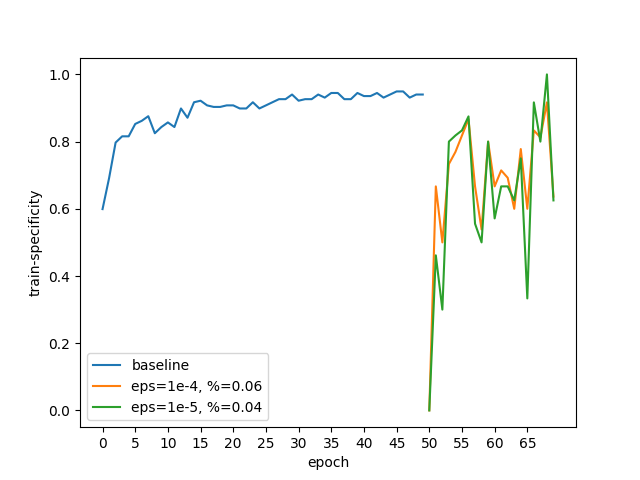 1.0
0.8
0.6
0.4
0.2
0.0
train-specificity
baseline
eps=1e-4, %=0.06
eps=1e-5, %=0.04
0 5 10 15 20 25 30 35 40 45 50 55 60 65
epoch